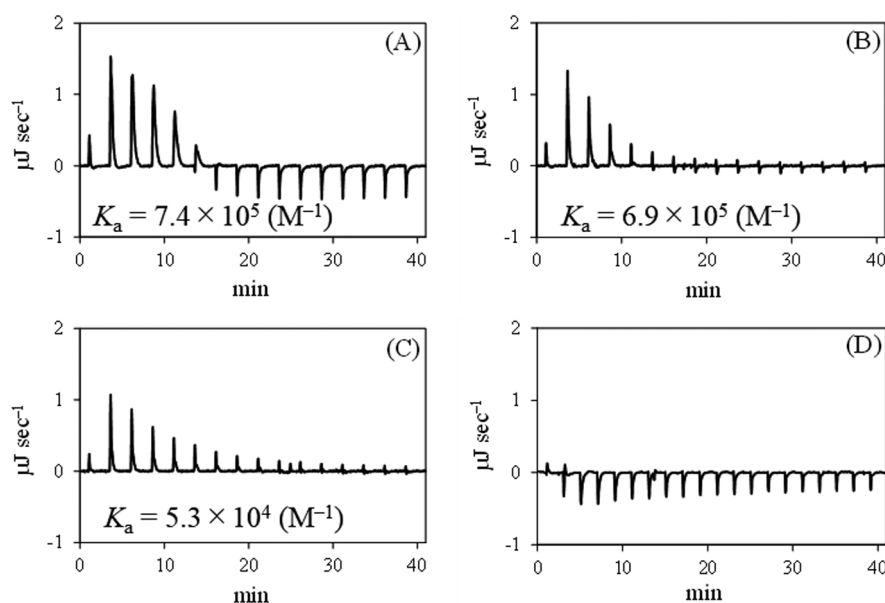 (A)
2
1
0
-1
µJ sec⁻¹
Kₐ = 7.4 × 10⁵ (M⁻¹)
0 10 20 30 40
min
(B)
2
1
0
-1
µJ sec⁻¹
Kₐ = 6.9 × 10⁵ (M⁻¹)
0 10 20 30 40
min
(C)
2
1
0
-1
µJ sec⁻¹
Kₐ = 5.3 × 10⁴ (M⁻¹)
0 10 20 30 40
min
(D)
2
1
0
-1
µJ sec⁻¹
0 10 20 30 40
min